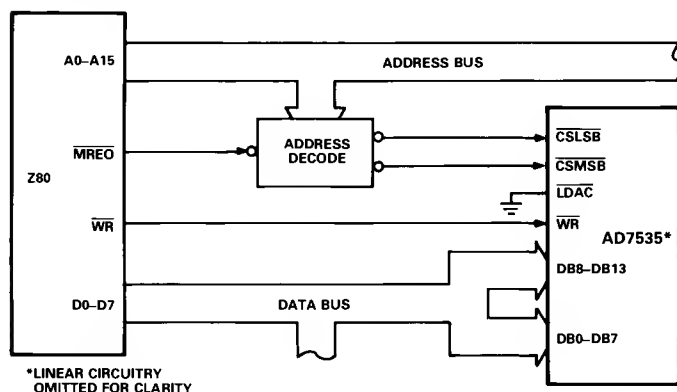 A0–A15
ADDRESS BUS
MREO
ADDRESS
DECODE
CSLSB
CSMSB
Z80
LDAC
WR
WR
AD7535*
DB8–DB13
D0–D7
DATA BUS
DB0–DB7
*LINEAR CIRCUITRY
OMITTED FOR CLARITY